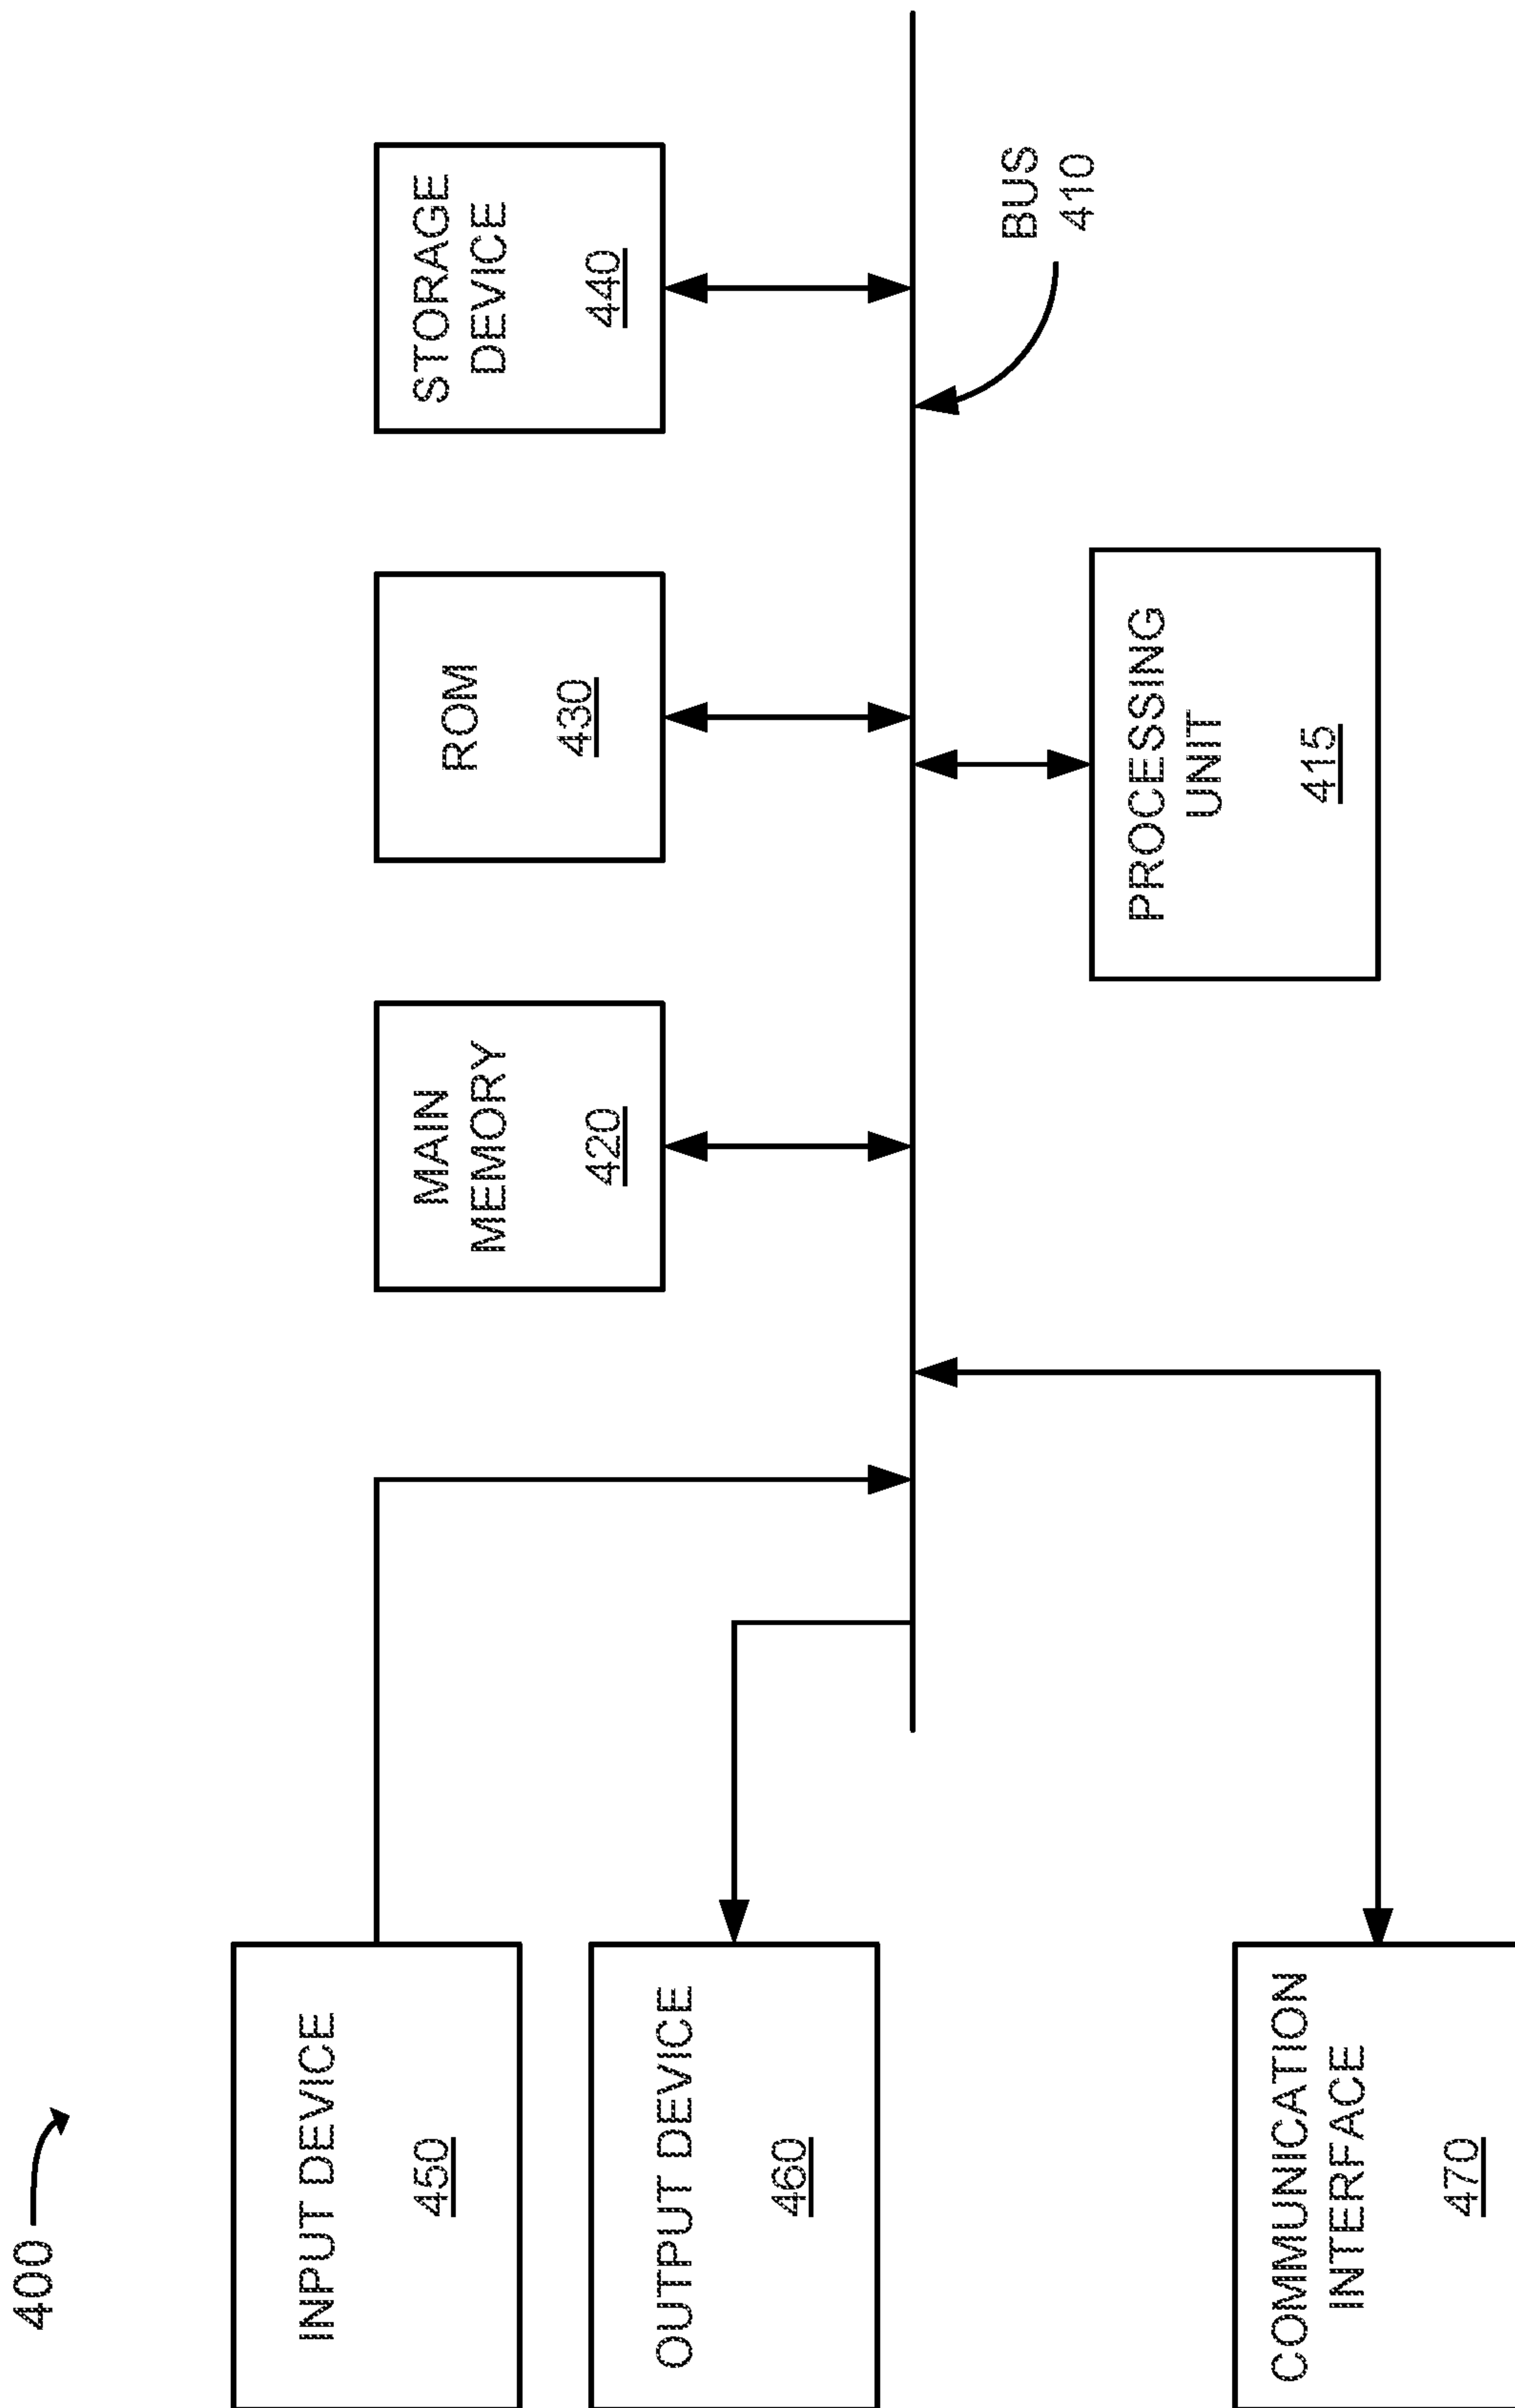 400
INPUT DEVICE
450
OUTPUT DEVICE
460
COMMUNICATION
INTERFACE
470
MAIN
MEMORY
420
ROM
430
STORAGE
DEVICE
440
PROCESSING
UNIT
415
BUS
410